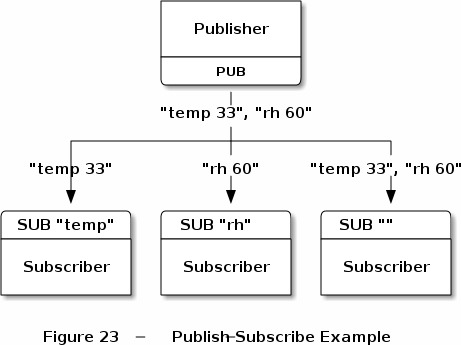 Publisher
PUB
"temp 33", "rh 60"
"temp 33" "rh 60" "temp 33", "rh 60"
SUB "temp" SUB "rh" SUB ""
Subscriber Subscriber Subscriber
Figure 23 – Publish-Subscribe Example